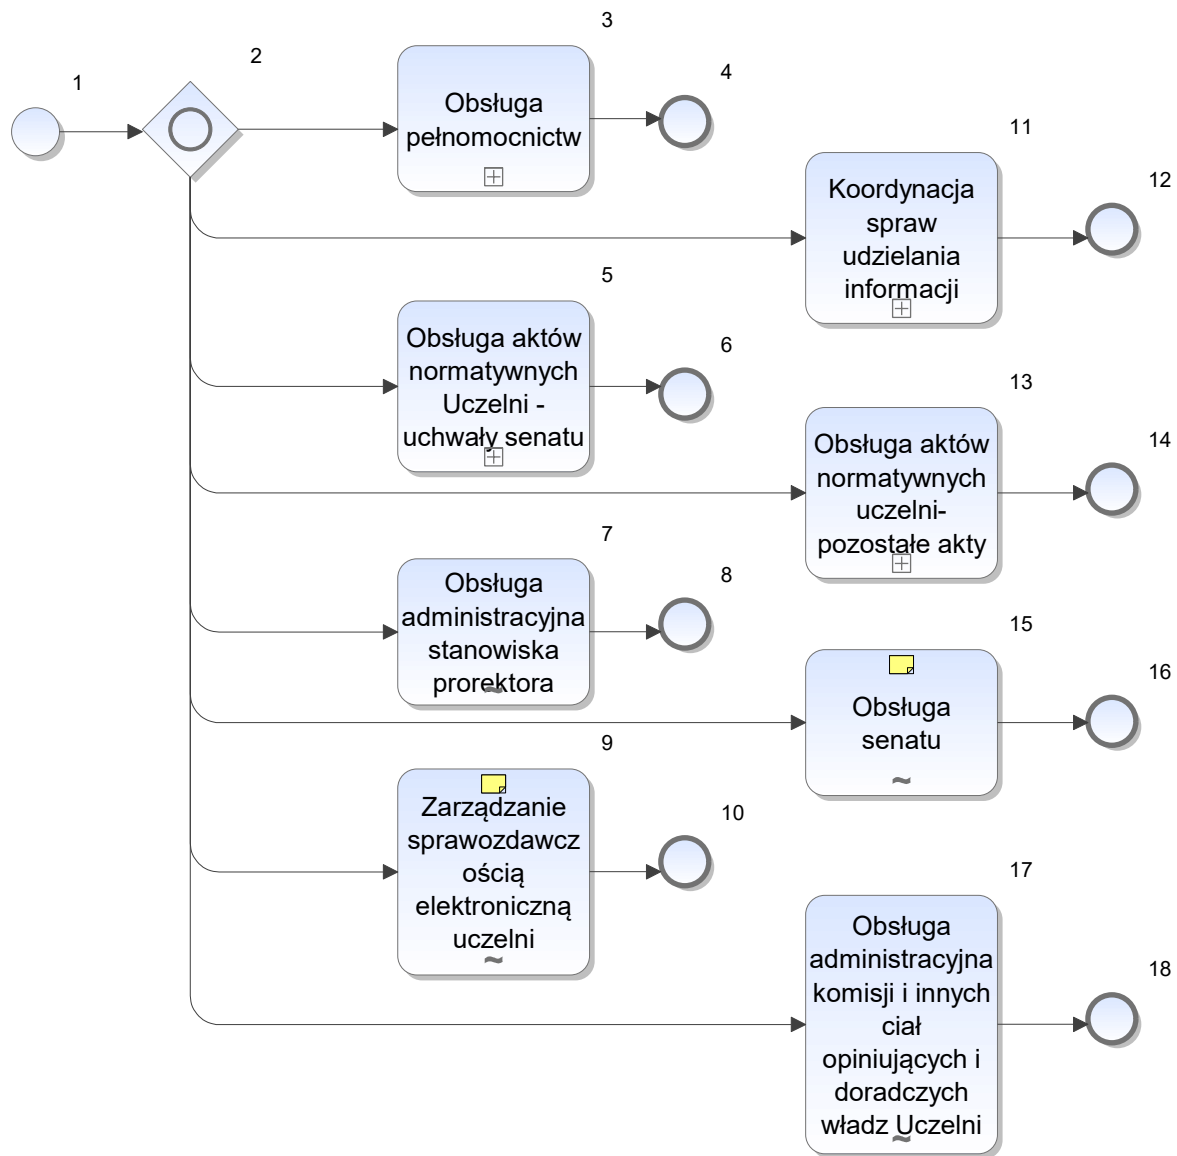 1
2
3
Obsługa
pełnomocnictw
4
11
Koordynacja
spraw
udzielania
informacji
12
5
Obsługa aktów
normatywnych
Uczelni -
uchwały senatu
6
13
Obsługa aktów
normatywnych
uczelni-
pozostałe akty
14
7
Obsługa
administracyjna
stanowiska
prorektora
8
15
Obsługa
senatu
16
9
Zarządzanie
sprawozdawcz
ością
elektroniczną
uczelni
10
17
Obsługa
administracyjna
komisji i innych
ciał
opiniujących i
doradczych
władz Uczelni
18